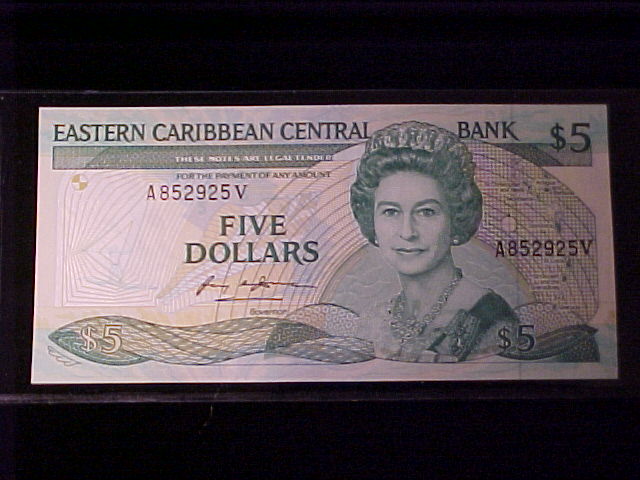 EASTERN CARIBBEAN CENTRAL BANK $5
THESE NOTES ARE LEGAL TENDER
FOR THE PAYMENT OF ANY AMOUNT
A852925V
FIVE
DOLLARS
A852925V
Governor
$5
$5